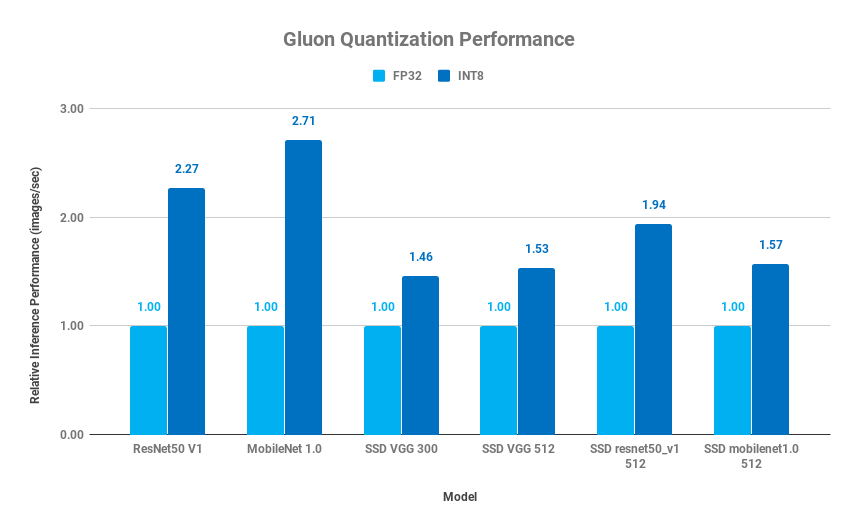 Gluon Quantization Performance
FP32 INT8
Relative Inference Performance (images/sec)
3.00
2.00
1.00
0.00
1.00 2.27
1.00 2.71
1.00 1.46
1.00 1.53
1.00 1.94
1.00 1.57
ResNet50 V1
MobileNet 1.0
SSD VGG 300
SSD VGG 512
SSD resnet50_v1
512
SSD mobilenet1.0
512
Model